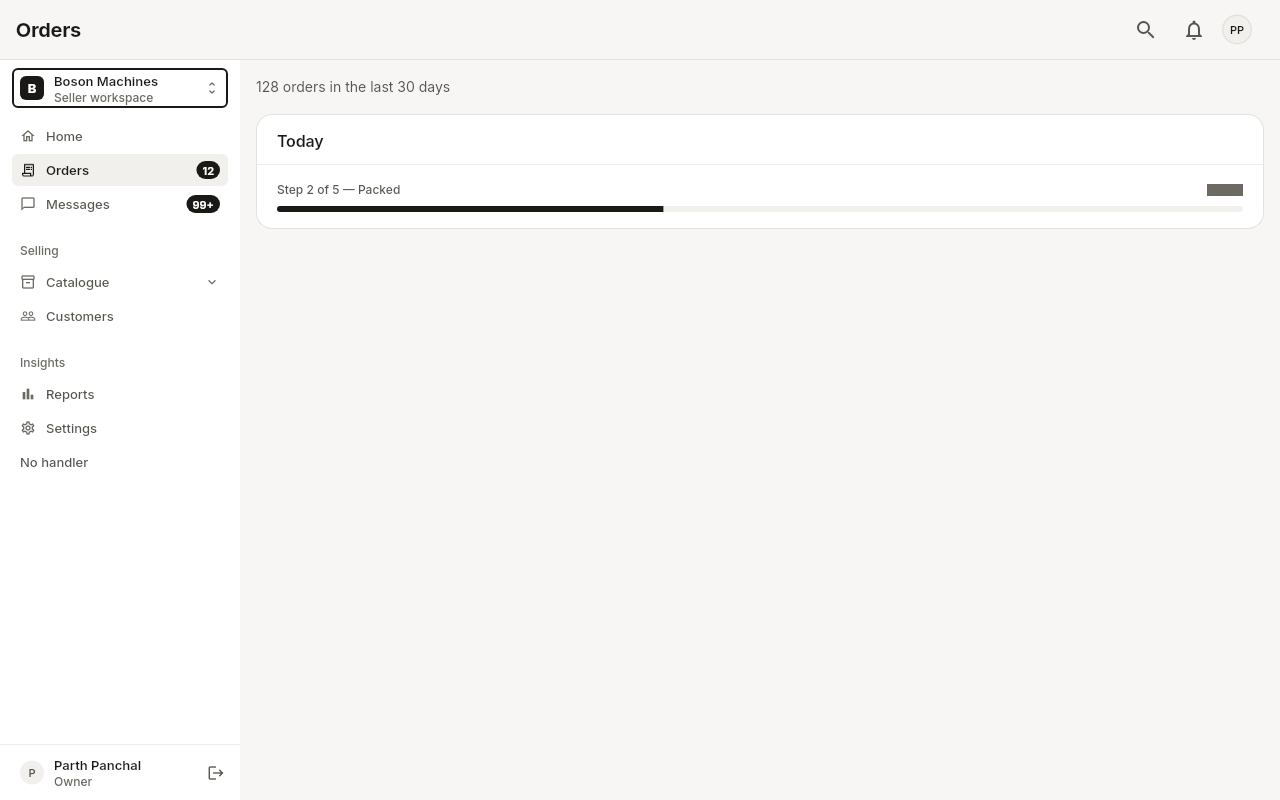 Orders
PP
B
Boson Machines
Seller workspace
Home
Orders
12
Messages
99+
Selling
Catalogue
Customers
Insights
Reports
Settings
No handler
P
Parth Panchal
Owner
128 orders in the last 30 days
Today
Step 2 of 5 — Packed